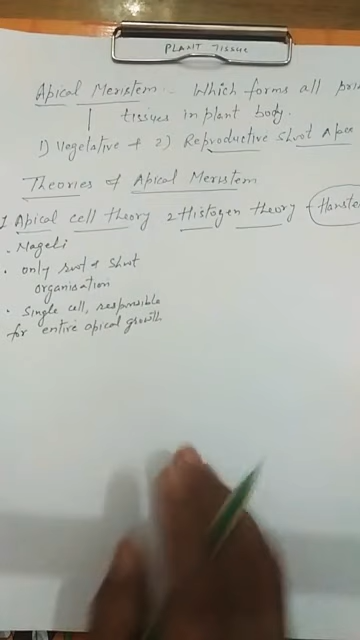 PLANT TISSUE
Apical Meristem - Which forms all pri
tissues in plant body.
1) Vegetative & 2) Reproductive Shoot Apex
Theories of Apical Meristem
1 Apical cell theory 2 Histogen theory - Hanste
. Nageli
. only root & shoot
organisation
. Single cell, responsible
for entire apical growth